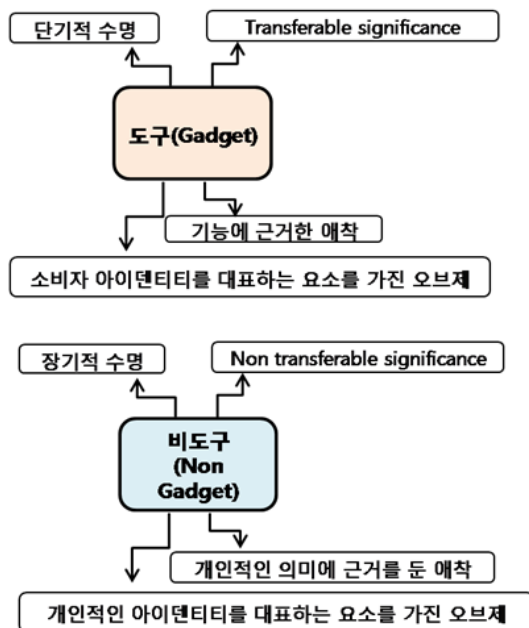 단기적 수명
Transferable significance
도구(Gadget)
기능에 근거한 애착
소비자 아이덴티티를 대표하는 요소를 가진 오브제
장기적 수명
Non transferable significance
비도구
(Non
Gadget)
개인적인 의미에 근거를 둔 애착
개인적인 아이덴티티를 대표하는 요소를 가진 오브제